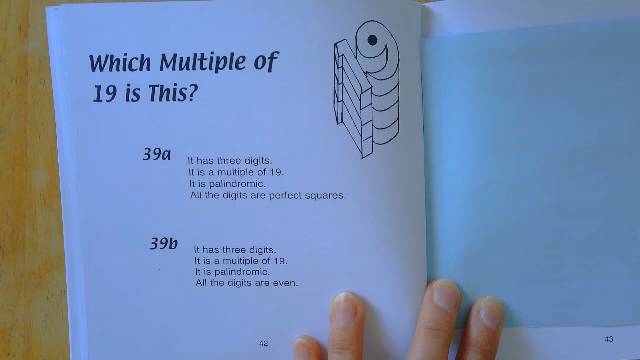 Which Multiple of
19 is This?
39a
It has three digits.
It is a multiple of 19.
It is palindromic.
All the digits are perfect squares.
39b
It has three digits.
It is a multiple of 19.
It is palindromic.
All the digits are even.
42
43